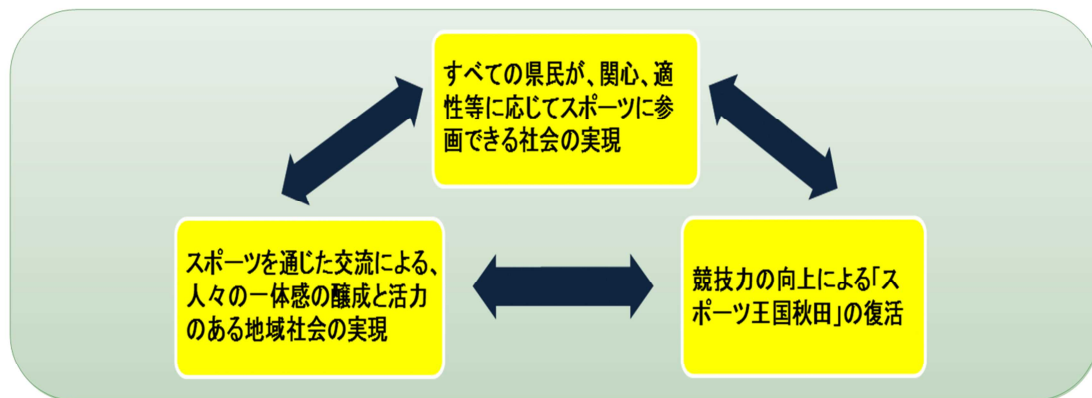 すべての県民が、関心、適
性等に応じてスポーツに参
画できる社会の実現
スポーツを通じた交流による、
人々の一体感の醸成と活力
のある地域社会の実現
競技力の向上による「ス
ポーツ王国秋田」の復活